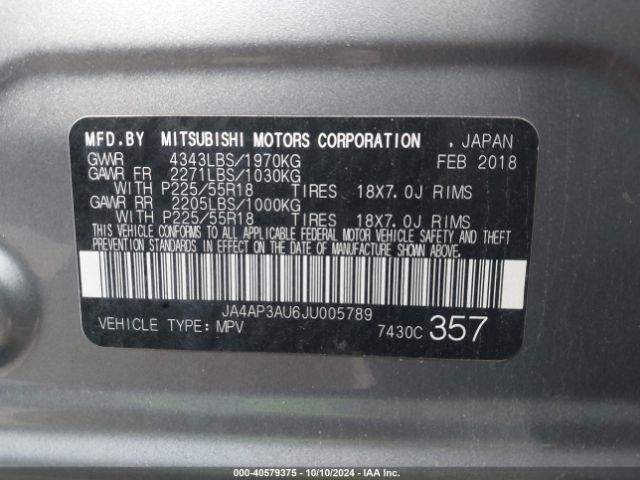 MFD.BY MITSUBISHI MOTORS CORPORATION , JAPAN
GVWR 4343LBS/1970KG FEB 2018
GAWR FR 2271LBS/1030KG
WITH P225/55R18 TIRES 18X7.0J RIMS
GAWR RR 2205LBS/1000KG
WITH P225/55R18 TIRES 18X7.0J RIMS
THIS VEHICLE CONFORMS TO ALL APPLICABLE FEDERAL MOTOR VEHICLE SAFETY AND THEFT
PREVENTION STANDARDS IN EFFECT ON THE DATE OF MANUFACTURE SHOWN ABOVE.
JA4AP3AU6JU005789
VEHICLE TYPE: MPV 7430C 357
000-40579375 - 10/10/2024 - IAA Inc.